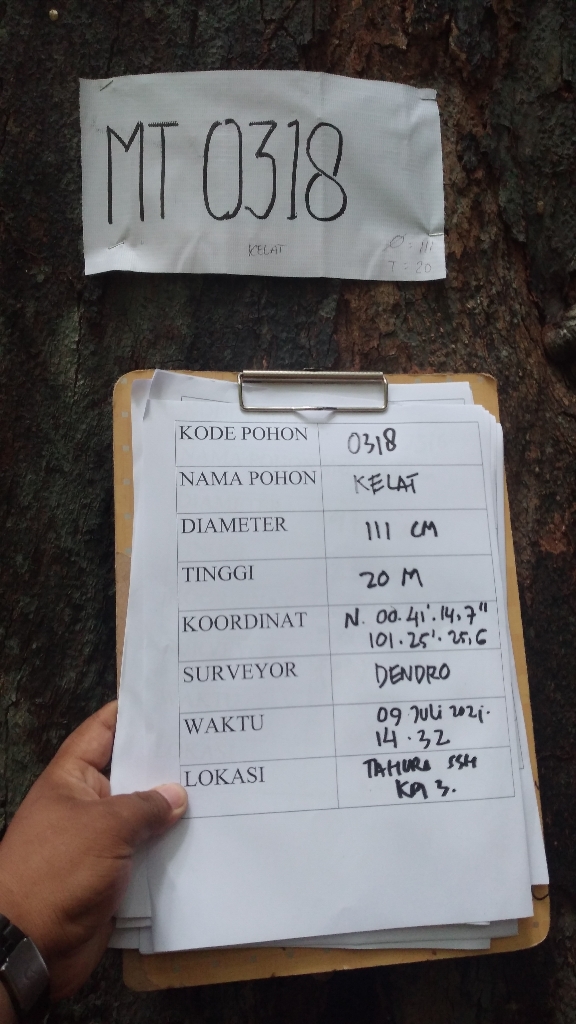 MT 0318
KELAT
Ø = 111
T = 20
KODE POHON 0318
NAMA POHON KELAT
DIAMETER 111 CM
TINGGI 20 M
KOORDINAT N. 00.41'.14,7"
101.25'.25,6
SURVEYOR DENDRO
WAKTU 09 Juli 2021.
14.32
LOKASI TAHURA SSH
3.